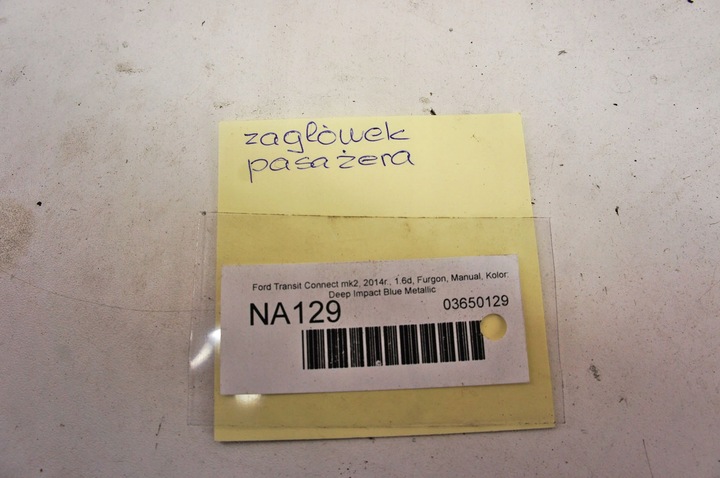 zagłówek
pasażera
Ford Transit Connect mk2, 2014r., 1.6d, Furgon, Manual, Kolor:
Deep Impact Blue Metallic
NA129
03650129